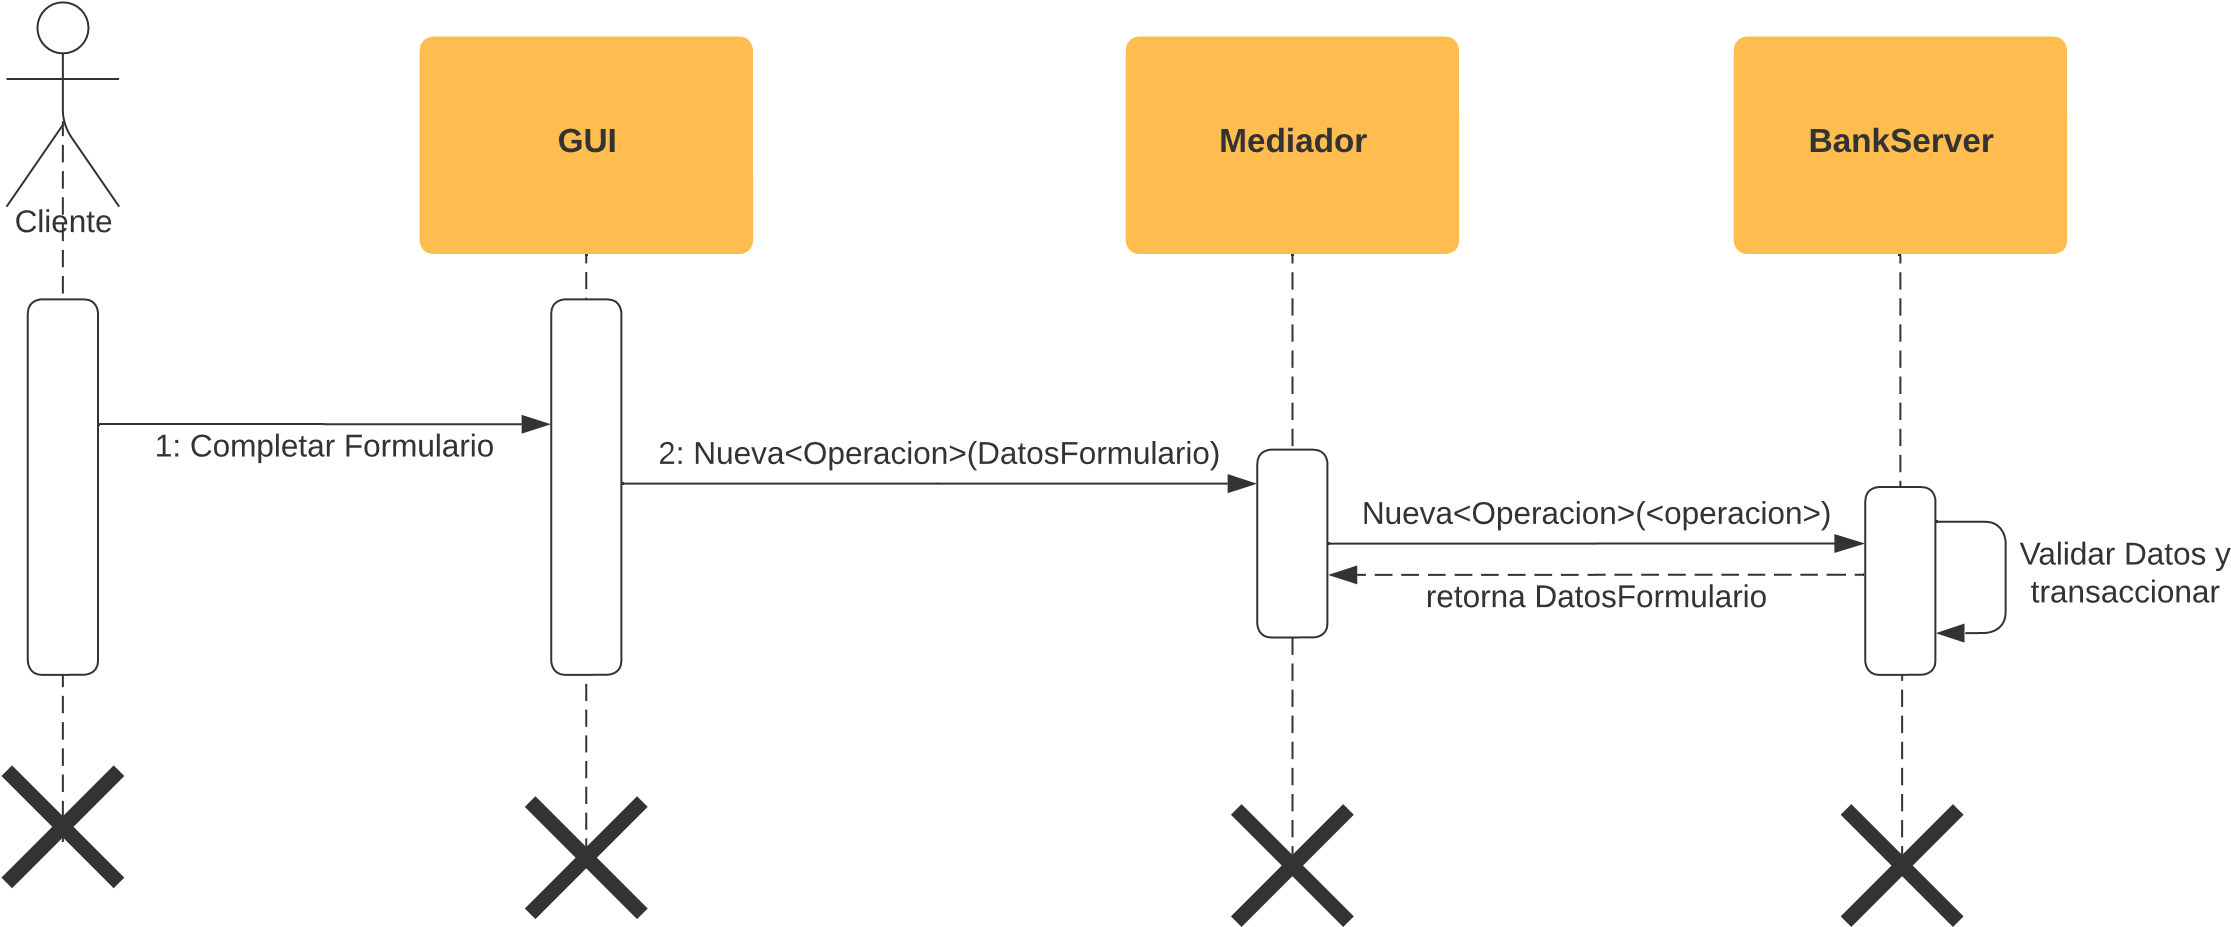 GUI
Mediador
BankServer
Cliente
1: Completar Formulario
2: Nueva<Operacion>(DatosFormulario)
Nueva<Operacion>(<operacion>)
Validar Datos y
transaccionar
retorna DatosFormulario